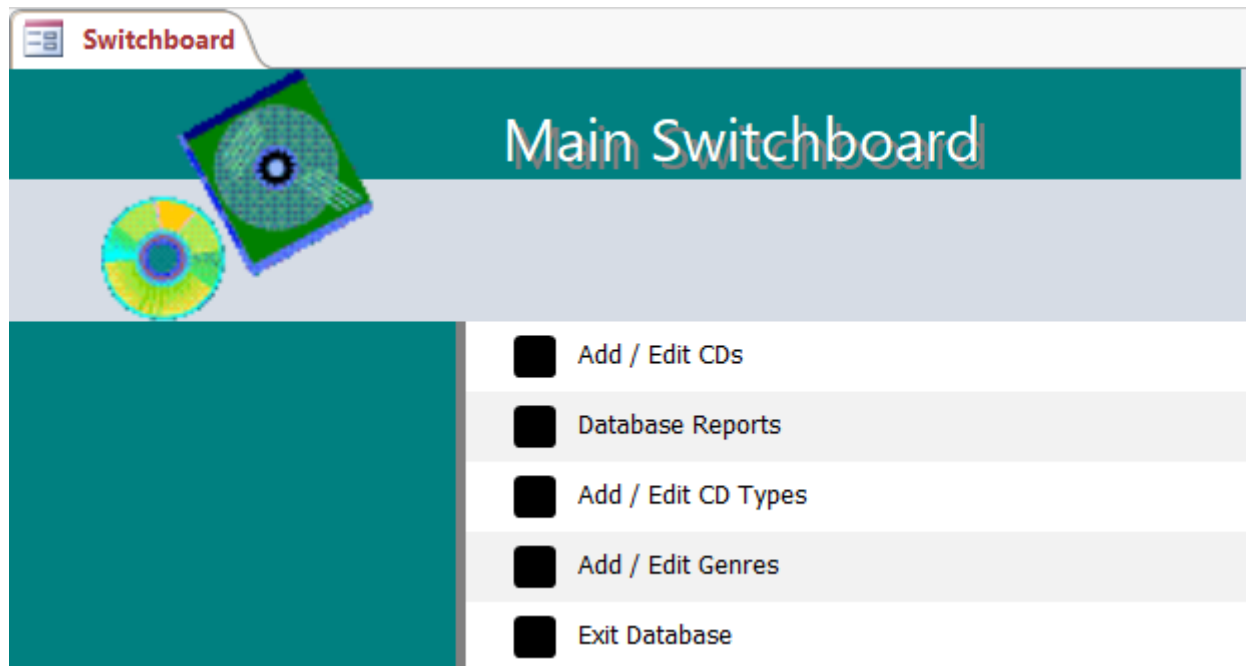 Switchboard
Main Switchboard
Add / Edit CDs
Database Reports
Add / Edit CD Types
Add / Edit Genres
Exit Database